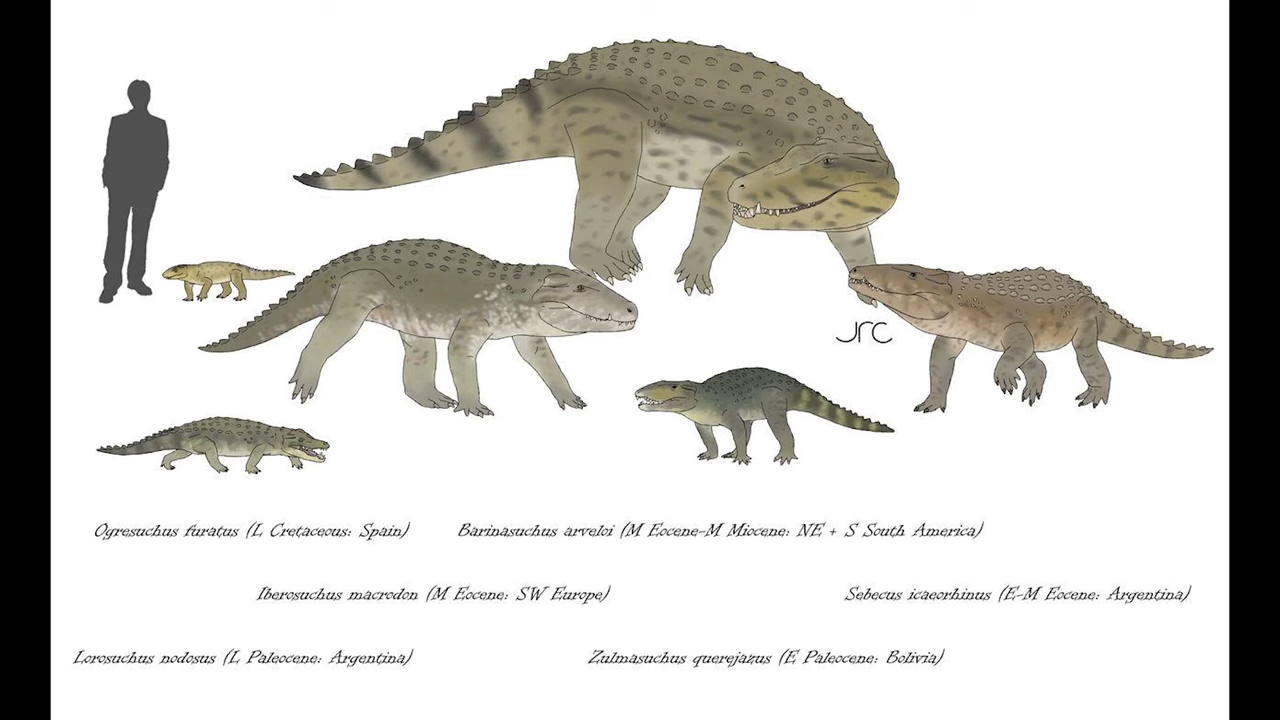 JRC
Ogresuchus furatus (L Cretaceous: Spain)
Barinasuchus arveloi (M Eocene-M Miocene: NE + S South America)
Iberosuchus macrodon (M Eocene: SW Europe)
Sebecus icaeorhinus (E-M Eocene: Argentina)
Lorosuchus nodosus (L Paleocene: Argentina)
Zulmasuchus querejazus (E Paleocene: Bolivia)